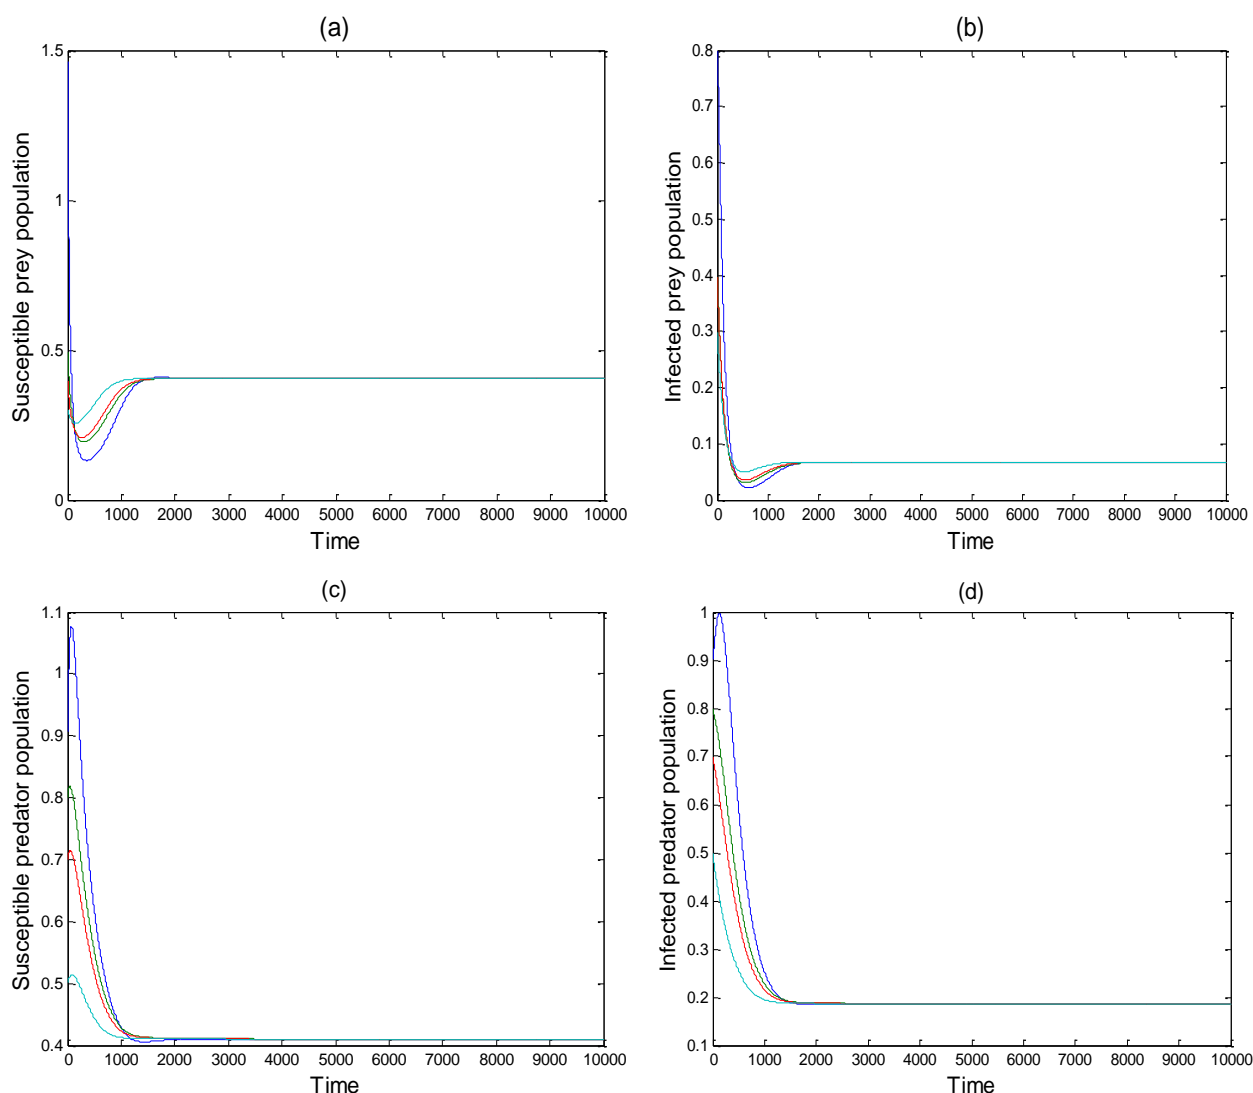 (a)
1.5
1
0.5
0
0 1000 2000 3000 4000 5000 6000 7000 8000 9000 10000
Susceptible prey population
Time
(b)
0.8
0.7
0.6
0.5
0.4
0.3
0.2
0.1
0
0 1000 2000 3000 4000 5000 6000 7000 8000 9000 10000
Infected prey population
Time
(c)
1.1
1
0.9
0.8
0.7
0.6
0.5
0.4
0 1000 2000 3000 4000 5000 6000 7000 8000 9000 10000
Susceptible predator population
Time
(d)
1
0.9
0.8
0.7
0.6
0.5
0.4
0.3
0.2
0.1
0 1000 2000 3000 4000 5000 6000 7000 8000 9000 10000
Infected predator population
Time